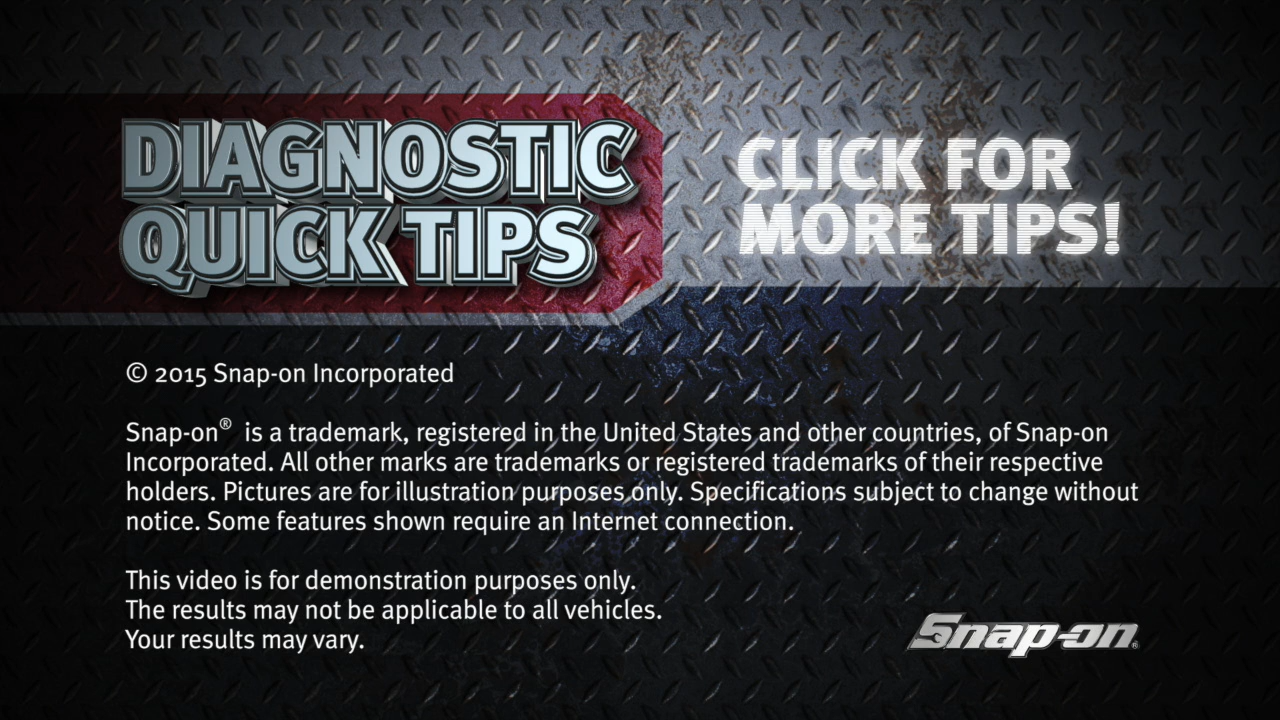 DIAGNOSTIC
QUICK TIPS
CLICK FOR
MORE TIPS!
© 2015 Snap-on Incorporated
Snap-on® is a trademark, registered in the United States and other countries, of Snap-on
Incorporated. All other marks are trademarks or registered trademarks of their respective
holders. Pictures are for illustration purposes only. Specifications subject to change without
notice. Some features shown require an Internet connection.
This video is for demonstration purposes only.
The results may not be applicable to all vehicles.
Your results may vary.
Snap-on®